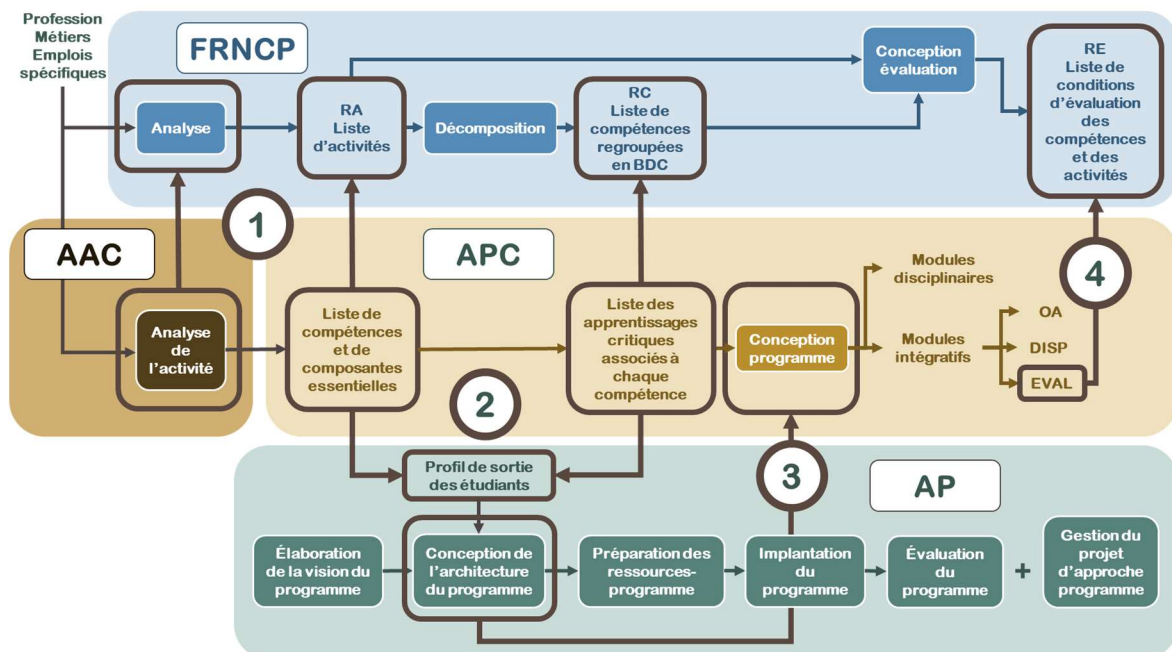 Profession
Métiers
Emplois
spécifiques
FRNCP
Analyse
RA
Liste
d'activités
Décomposition
RC
Liste de
compétences
regroupées
en BDC
Conception
évaluation
RE
Liste de
conditions
d'évaluation
des
compétences
et des
activités
1
AAC
Analyse
de
l'activité
APC
Liste de
compétences
et de
composantes
essentielles
Liste des
apprentissages
critiques
associés à
chaque
compétence
Conception
programme
Modules
disciplinaires
Modules
intégratifs
OA
DISP
EVAL
4
2
3
Profil de sortie
des étudiants
AP
Élaboration
de la vision du
programme
Conception de
l'architecture
du programme
Préparation des
ressources-
programme
Implantation
du
programme
Évaluation
du
programme
+
Gestion du
projet
d'approche
programme